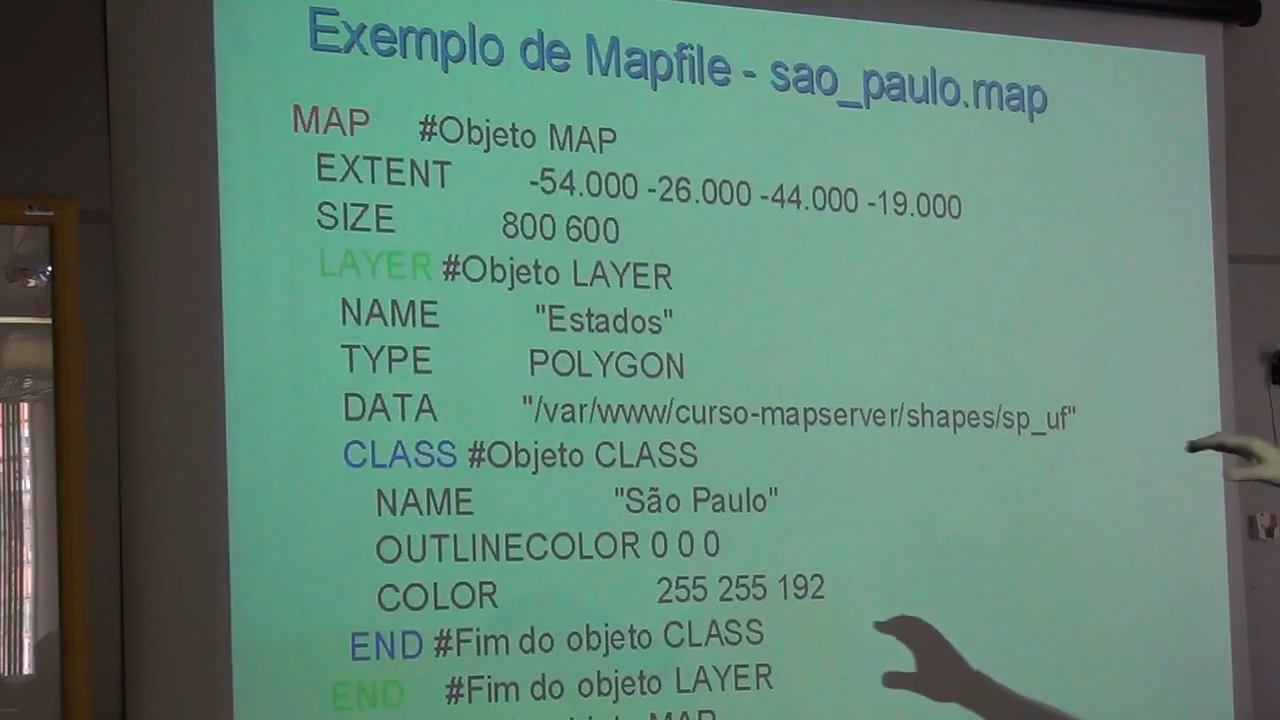 Exemplo de Mapfile - sao_paulo.map
MAP #Objeto MAP
EXTENT -54.000 -26.000 -44.000 -19.000
SIZE 800 600
LAYER #Objeto LAYER
NAME "Estados"
TYPE POLYGON
DATA "/var/www/curso-mapserver/shapes/sp_uf"
CLASS #Objeto CLASS
NAME "São Paulo"
OUTLINECOLOR 0 0 0
COLOR 255 255 192
END #Fim do objeto CLASS
END #Fim do objeto LAYER
MAP